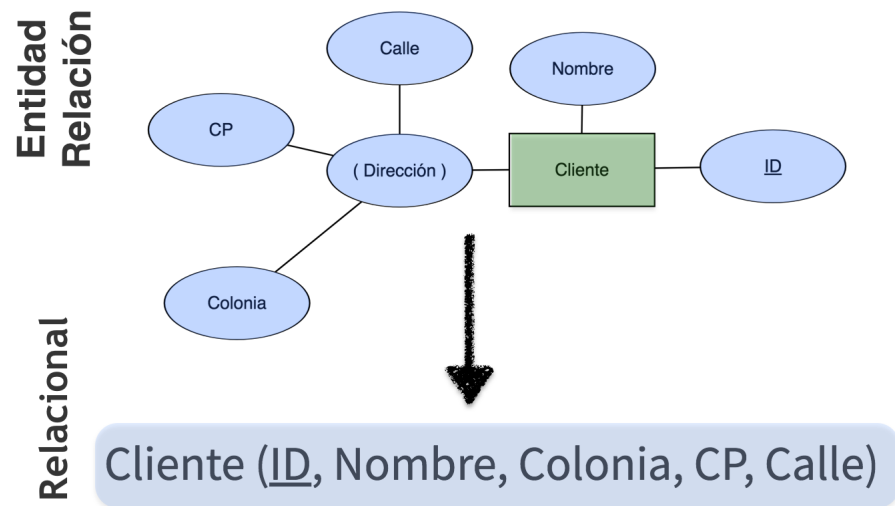 Entidad
Relación
Calle
Nombre
CP
( Dirección )
Cliente
ID
Colonia
Relacional
Cliente (ID, Nombre, Colonia, CP, Calle)